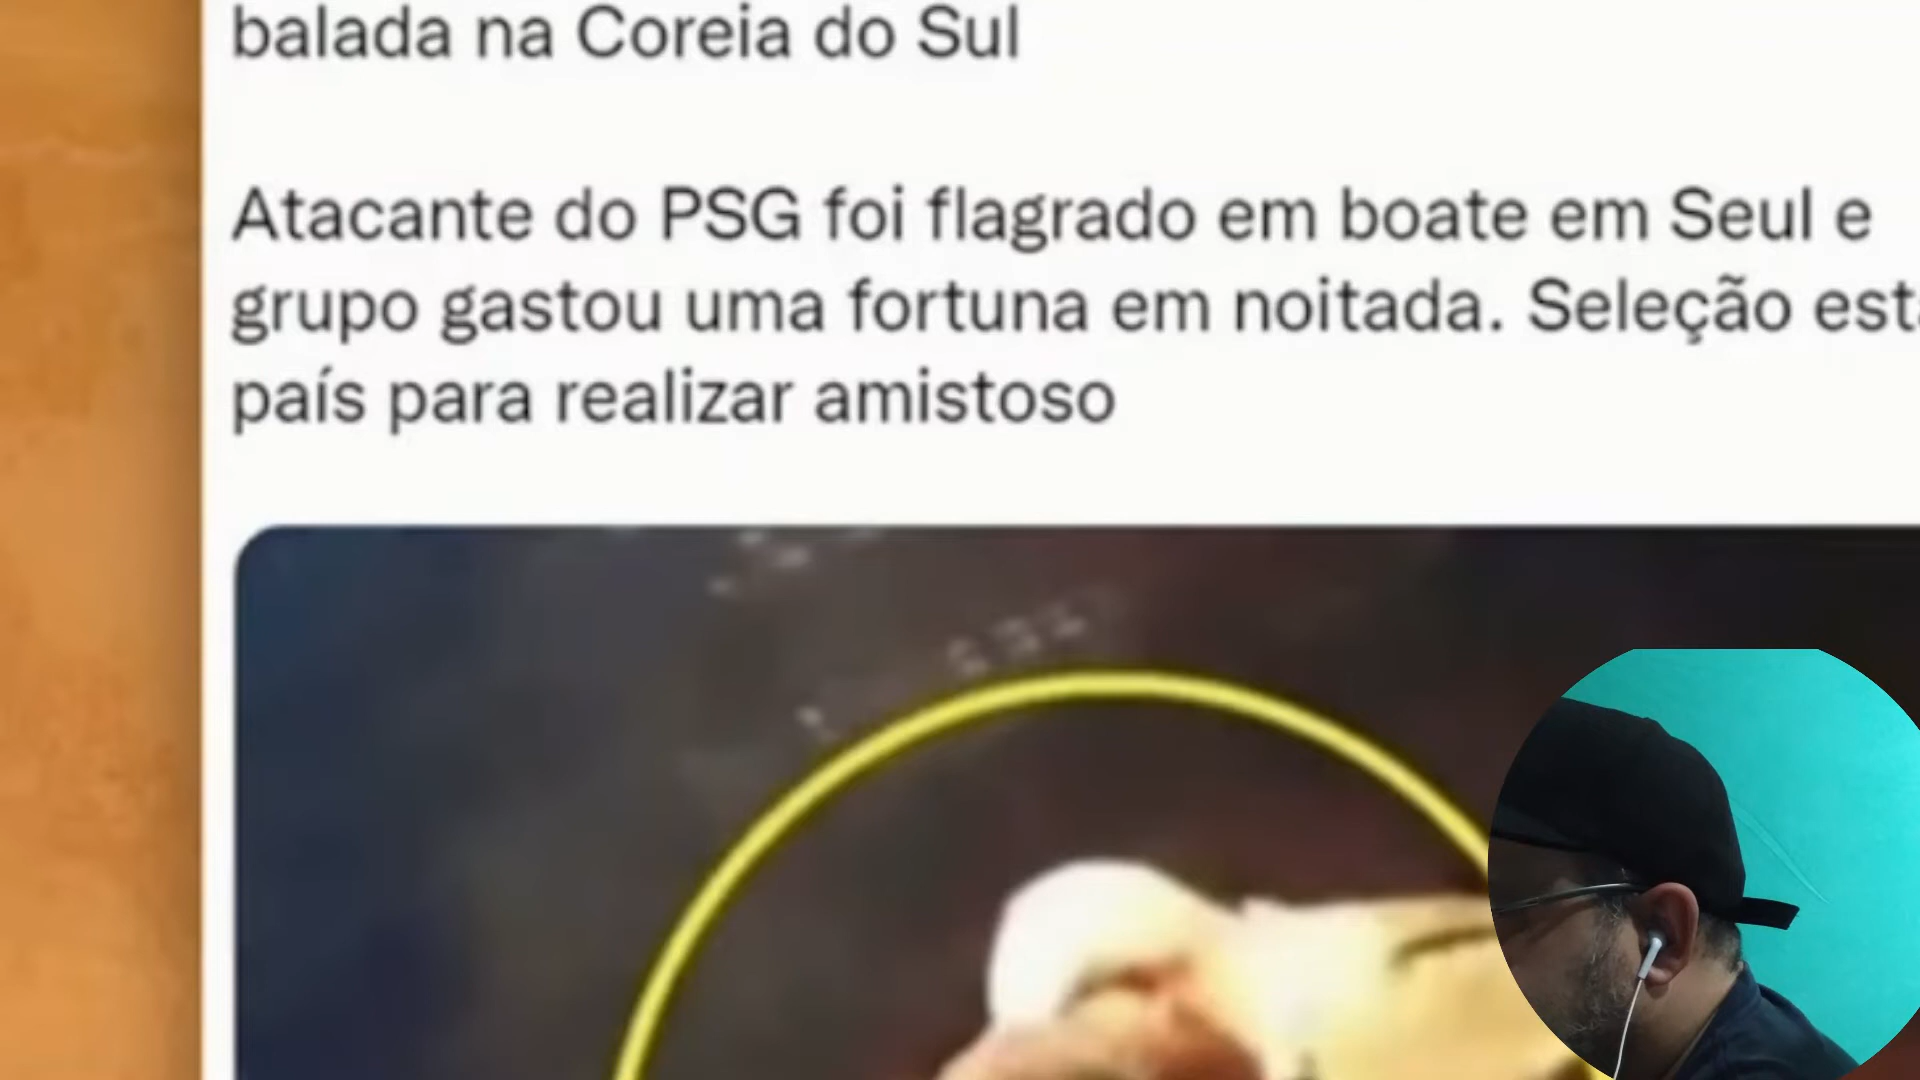 balada na Coreia do Sul
Atacante do PSG foi flagrado em boate em Seul e
grupo gastou uma fortuna em noitada. Seleção est
país para realizar amistoso